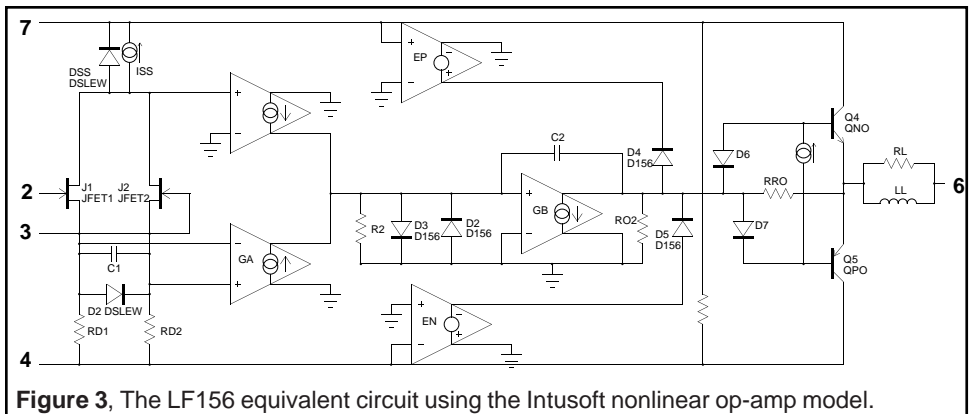 7
DSS
DSLEW
ISS
EP
Q4
QNO
C2
D4
D156
D6
RL
LL
6
2
J1
JFET1
J2
JFET2
RRO
3
R2
D3
D156
D2
D156
GB
RO2
D5
D156
D7
C1
GA
Q5
QPO
D2 DSLEW
RD1
RD2
EN
4
Figure 3, The LF156 equivalent circuit using the Intusoft nonlinear op-amp model.